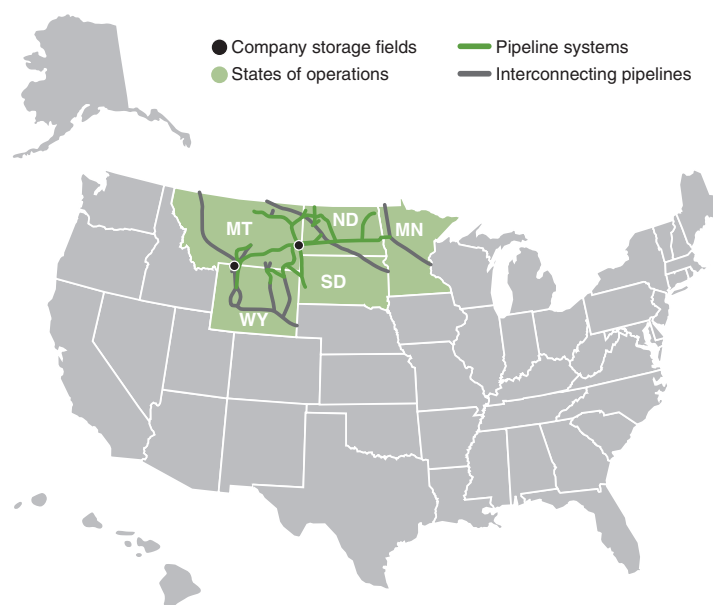 Company storage fields
Pipeline systems
States of operations
Interconnecting pipelines
MT
ND
MN
SD
WY